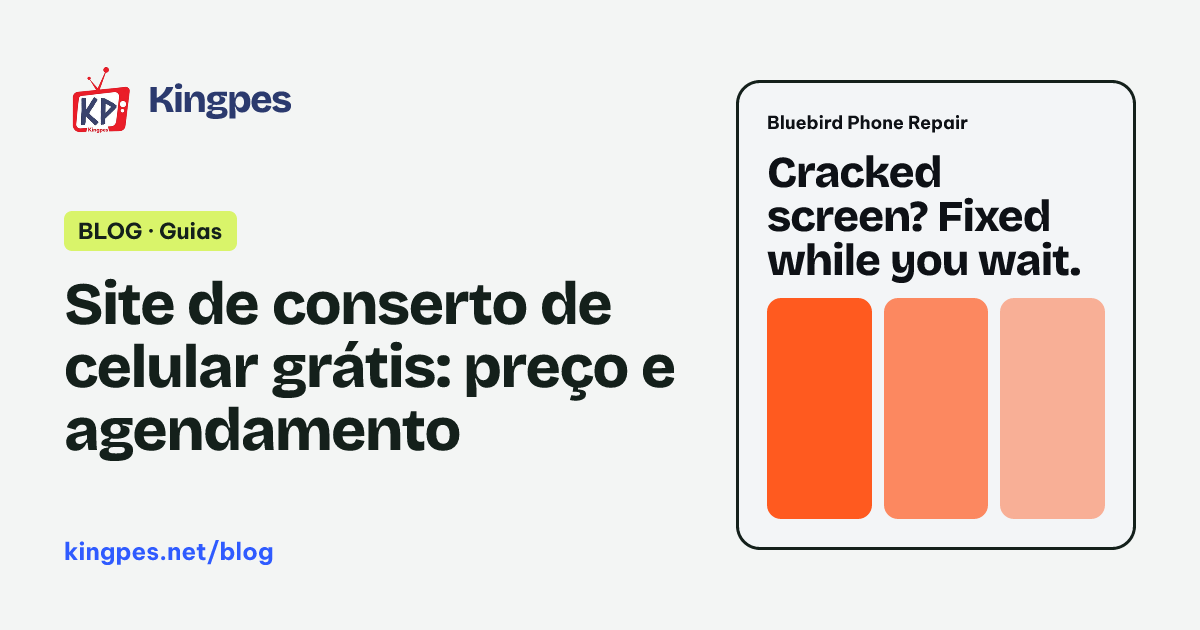 KP
Kingpes
Kingpes
BLOG · Guias
Site de conserto de
celular grátis: preço e
agendamento
kingpes.net/blog
Bluebird Phone Repair
Cracked
screen? Fixed
while you wait.